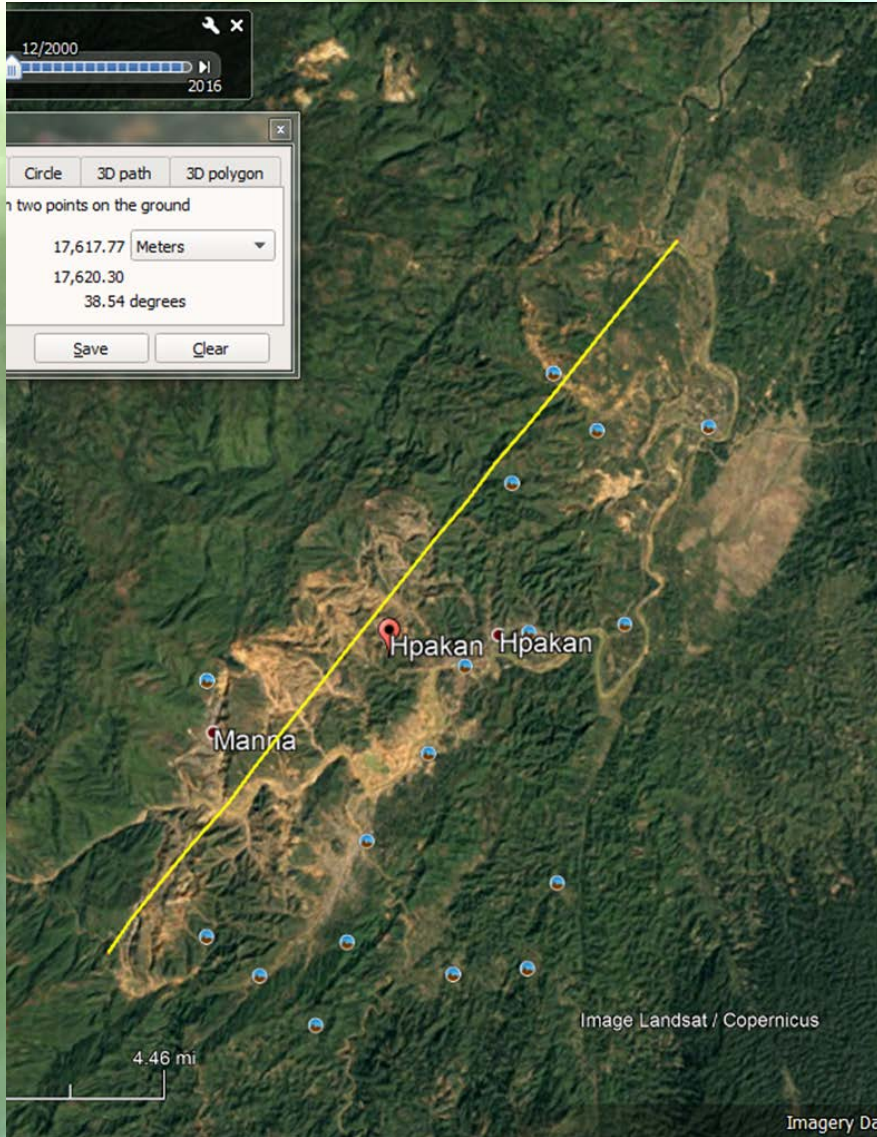 12/2000
2016
Circle 3D path 3D polygon
n two points on the ground
17,617.77 Meters
17,620.30
38.54 degrees
Save Clear
Hpakan Hpakan
Manna
Image Landsat / Copernicus
4.46 mi
Imagery Da